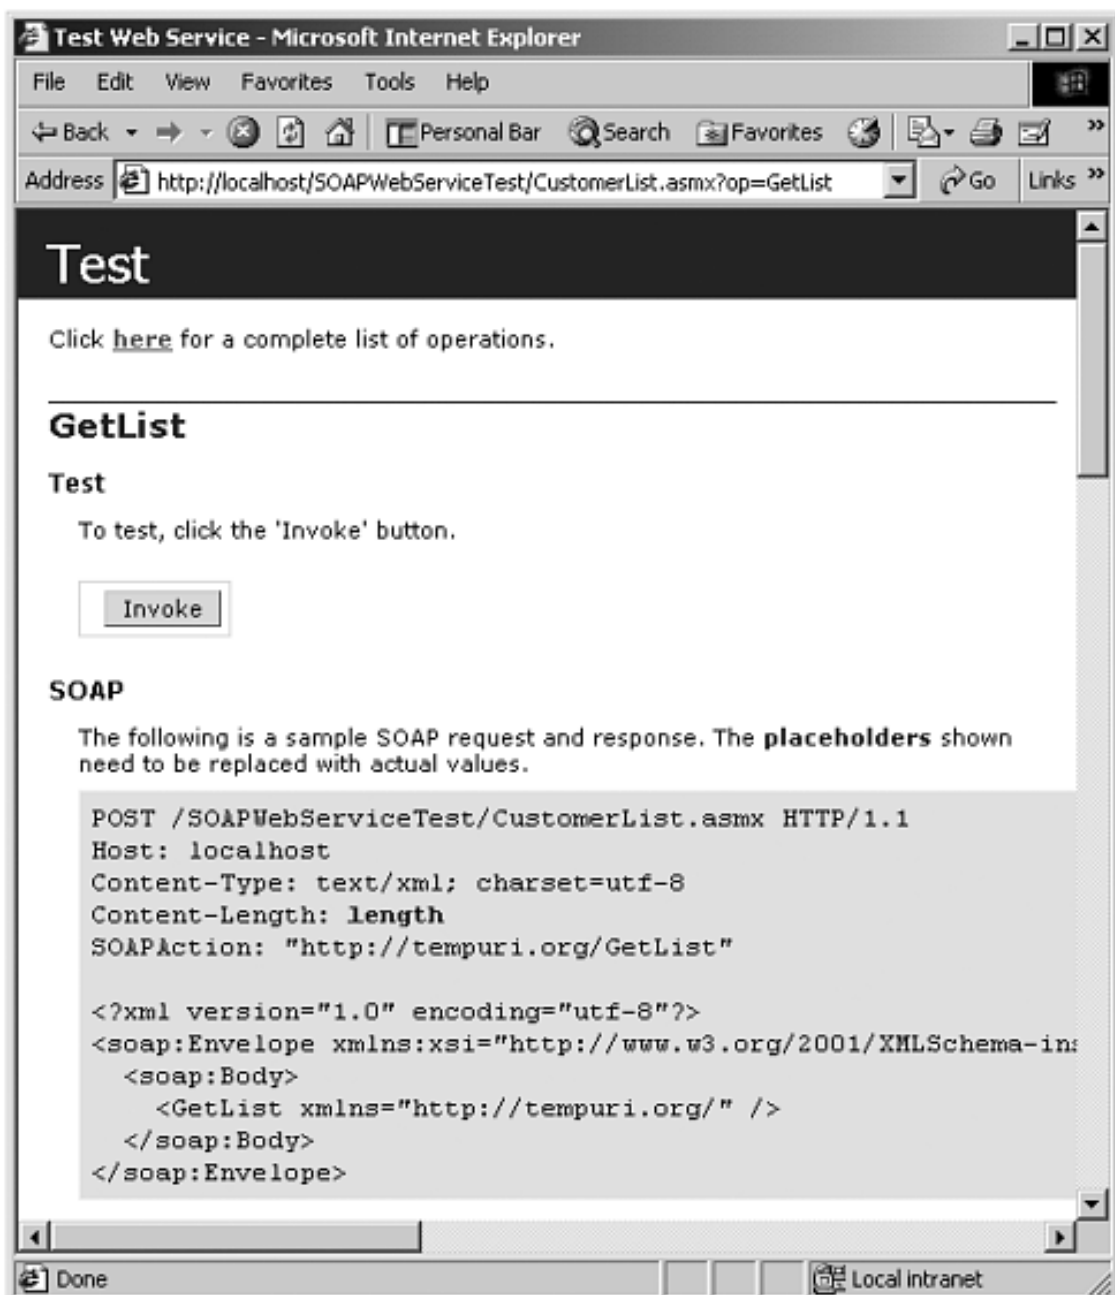 Test Web Service - Microsoft Internet Explorer
File Edit View Favorites Tools Help
Back Personal Bar Search Favorites »
Address http://localhost/SOAPWebServiceTest/CustomerList.asmx?op=GetList Go Links »
Test
Click here for a complete list of operations.
GetList
Test
To test, click the 'Invoke' button.
Invoke
SOAP
The following is a sample SOAP request and response. The placeholders shown
need to be replaced with actual values.
POST /SOAPWebServiceTest/CustomerList.asmx HTTP/1.1
Host: localhost
Content-Type: text/xml; charset=utf-8
Content-Length: length
SOAPAction: "http://tempuri.org/GetList"
<?xml version="1.0" encoding="utf-8"?>
<soap:Envelope xmlns:xsi="http://www.w3.org/2001/XMLSchema-ins
<soap:Body>
<GetList xmlns="http://tempuri.org/" />
</soap:Body>
</soap:Envelope>
Done Local intranet